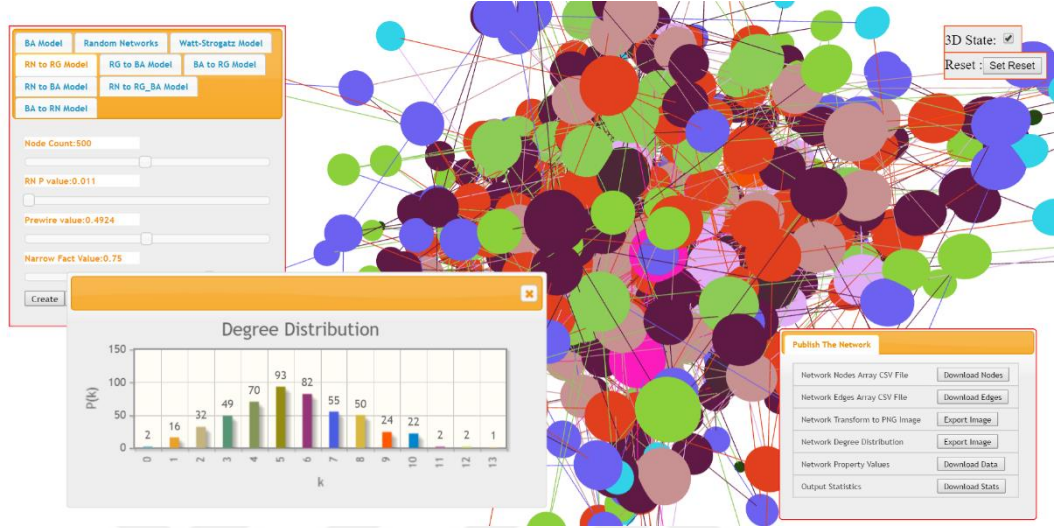 BA Model Random Networks Watt-Strogatz Model
RN to RG Model RG to BA Model BA to RG Model
RN to BA Model RN to RG_BA Model
BA to RN Model
Node Count:500
RN P value:0.011
Prewire value:0.4924
Narrow Fact Value:0.75
Create
3D State:
Reset : Set Reset
Degree Distribution
P(k)
150
100
50
0
2 16 32 49 70 93 82 55 50 24 22 2 2 1
0 1 2 3 4 5 6 7 8 9 10 11 12 13
k
Publish The Network
Network Nodes Array CSV File Download Nodes
Network Edges Array CSV File Download Edges
Network Transform to PNG Image Export Image
Network Degree Distribution Export Image
Network Property Values Download Data
Output Statistics Download Stats